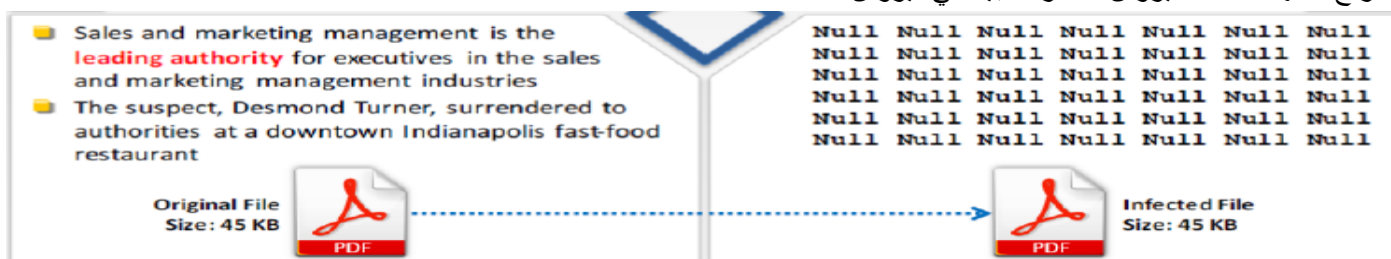 Sales and marketing management is the
leading authority for executives in the sales
and marketing management industries
The suspect, Desmond Turner, surrendered to
authorities at a downtown Indianapolis fast-food
restaurant
Null Null Null Null Null Null Null
Null Null Null Null Null Null Null
Null Null Null Null Null Null Null
Null Null Null Null Null Null Null
Null Null Null Null Null Null Null
Null Null Null Null Null Null Null
Original File
Size: 45 KB
PDF
Infected File
Size: 45 KB
PDF